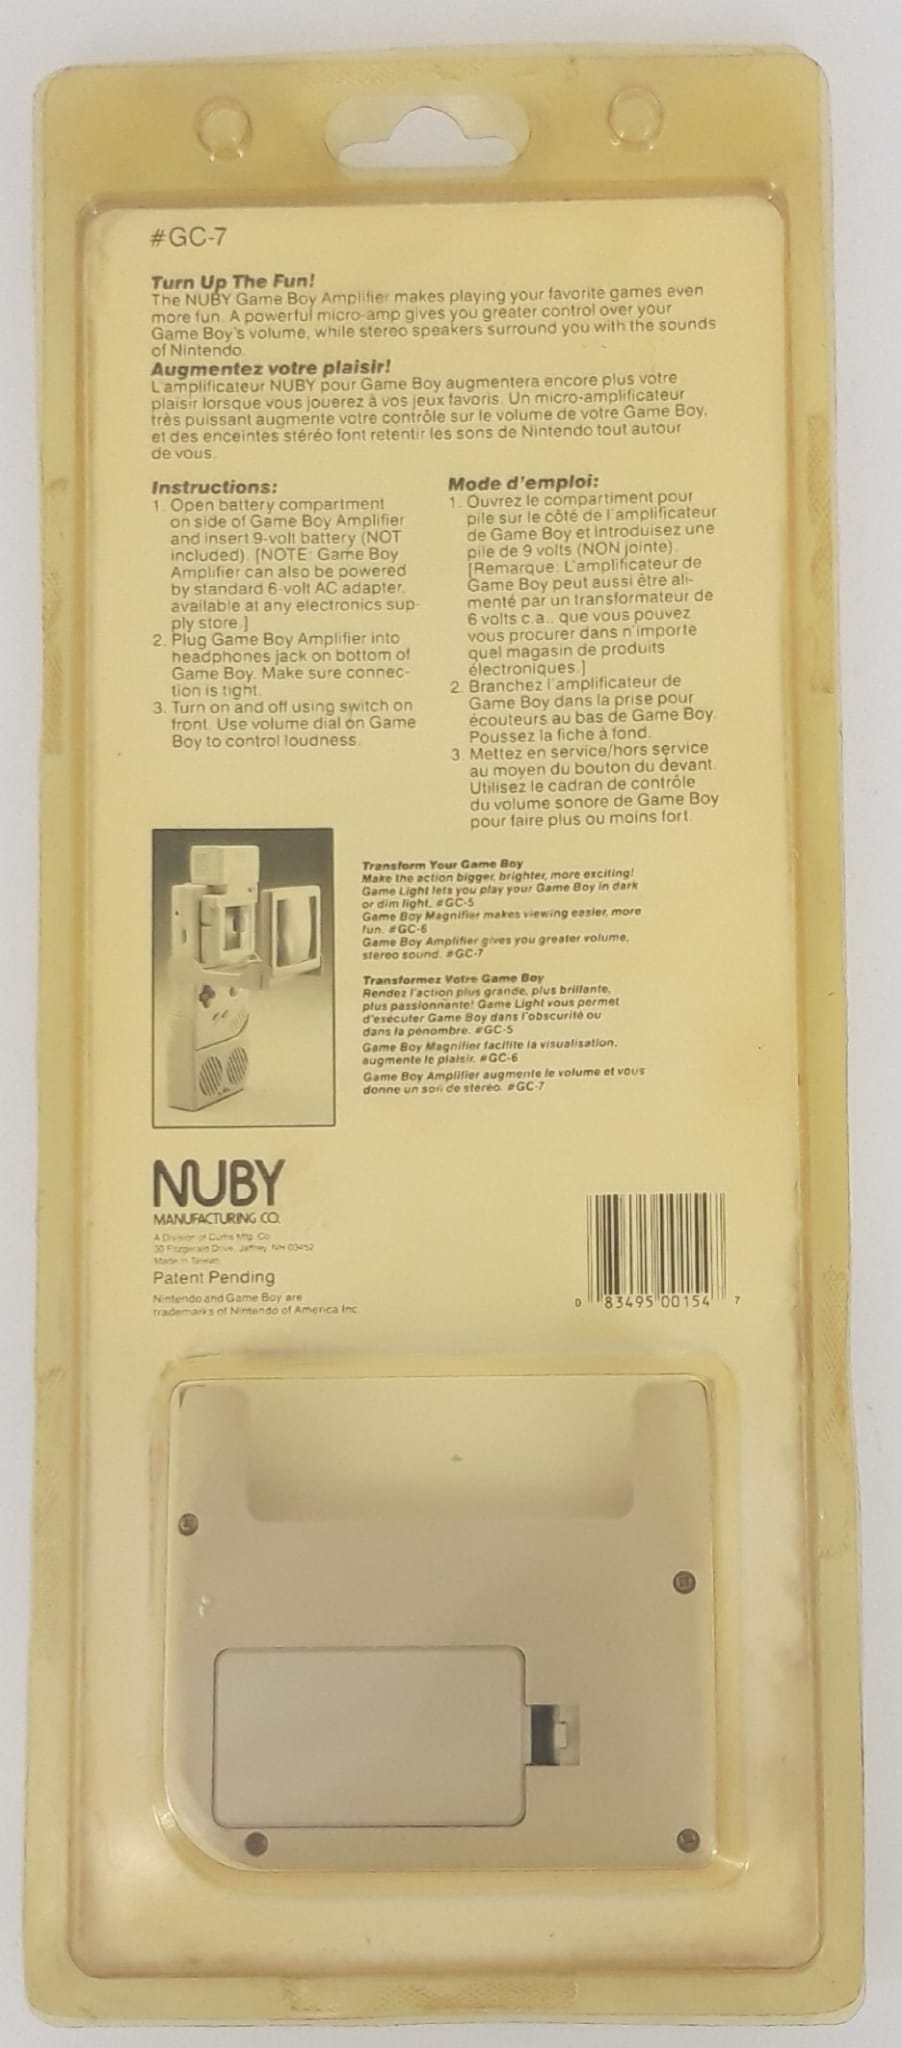 #GC-7
Turn Up The Fun!
The NUBY Game Boy Amplifier makes playing your favorite games even
more fun. A powerful micro-amp gives you greater control over your
Game Boy's volume, while stereo speakers surround you with the sounds
of Nintendo.
Augmentez votre plaisir!
L'amplificateur NUBY pour Game Boy augmentera encore plus votre
plaisir lorsque vous jouerez à vos jeux favoris. Un micro-amplificateur
très puissant augmente votre contrôle sur le volume de votre Game Boy,
et des enceintes stéréo font retentir les sons de Nintendo tout autour
de vous.
Instructions:
1. Open battery compartment
on side of Game Boy Amplifier
and insert 9-volt battery (NOT
included). [NOTE: Game Boy
Amplifier can also be powered
by standard 6-volt AC adapter,
available at any electronics sup-
ply store.]
2. Plug Game Boy Amplifier into
headphones jack on bottom of
Game Boy. Make sure connec-
tion is tight.
3. Turn on and off using switch on
front. Use volume dial on Game
Boy to control loudness.
Mode d'emploi:
1. Ouvrez le compartiment pour
pile sur le côté de l'amplificateur
de Game Boy et introduisez une
pile de 9 volts (NON jointe).
[Remarque: L'amplificateur de
Game Boy peut aussi être ali-
menté par un transformateur de
6 volts c.a., que vous pouvez
vous procurer dans n'importe
quel magasin de produits
électroniques.]
2. Branchez l'amplificateur de
Game Boy dans la prise pour
écouteurs au bas de Game Boy.
Poussez la fiche à fond.
3. Mettez en service/hors service
au moyen du bouton du devant.
Utilisez le cadran de contrôle
du volume sonore de Game Boy
pour faire plus ou moins fort.
Transform Your Game Boy
Make the action bigger, brighter, more exciting!
Game Light lets you play your Game Boy in dark
or dim light. #GC-5
Game Boy Magnifier makes viewing easier, more
fun. #GC-6
Game Boy Amplifier gives you greater volume,
stereo sound. #GC-7
Transformez Votre Game Boy
Rendez l'action plus grande, plus brillante,
plus passionnante! Game Light vous permet
d'exécuter Game Boy dans l'obscurité ou
dans la pénombre. #GC-5
Game Boy Magnifier facilite la visualisation,
augmente le plaisir. #GC-6
Game Boy Amplifier augmente le volume et vous
donne un son de stéréo. #GC-7
NUBY
MANUFACTURING CO.
A Division of Curtis Mfg. Co.
30 Fitzgerald Drive, Jaffrey, NH 03452
Made in Taiwan
Patent Pending
Nintendo and Game Boy are
trademarks of Nintendo of America Inc.
0 83495 00154 7